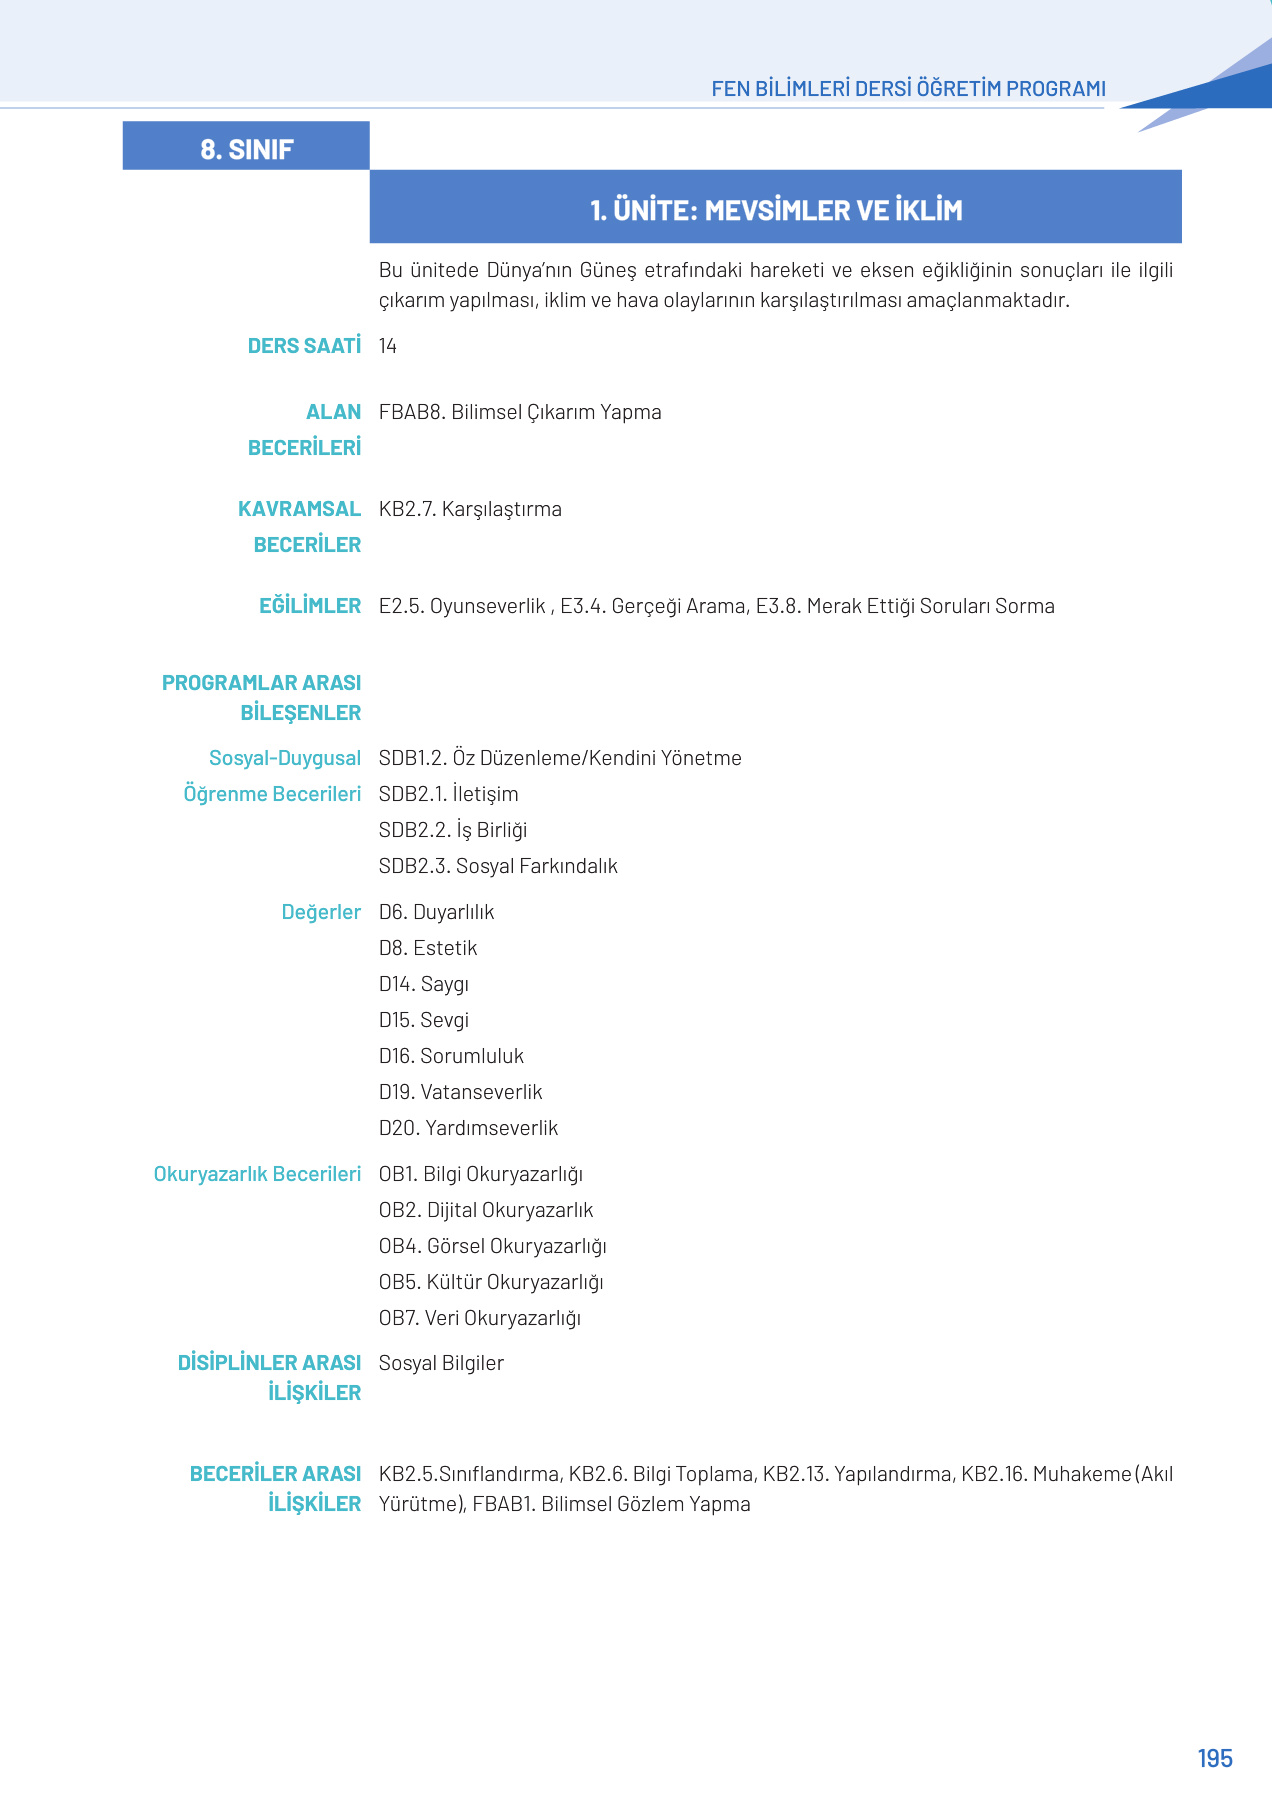 FEN BİLİMLERİ DERSİ ÖĞRETİM PROGRAMI
8. SINIF
1. ÜNİTE: MEVSİMLER VE İKLİM
Bu ünitede Dünya’nın Güneş etrafındaki hareketi ve eksen eğikliğinin sonuçları ile ilgili
çıkarım yapılması, iklim ve hava olaylarının karşılaştırılması amaçlanmaktadır.
DERS SAATİ 14
ALAN FBAB8. Bilimsel Çıkarım Yapma
BECERİLERİ
KAVRAMSAL KB2.7. Karşılaştırma
BECERİLER
EĞİLİMLER E2.5. Oyunseverlik , E3.4. Gerçeği Arama, E3.8. Merak Ettiği Soruları Sorma
PROGRAMLAR ARASI
BİLEŞENLER
Sosyal-Duygusal SDB1.2. Öz Düzenleme/Kendini Yönetme
Öğrenme Becerileri SDB2.1. İletişim
SDB2.2. İş Birliği
SDB2.3. Sosyal Farkındalık
Değerler D6. Duyarlılık
D8. Estetik
D14. Saygı
D15. Sevgi
D16. Sorumluluk
D19. Vatanseverlik
D20. Yardımseverlik
Okuryazarlık Becerileri OB1. Bilgi Okuryazarlığı
OB2. Dijital Okuryazarlık
OB4. Görsel Okuryazarlığı
OB5. Kültür Okuryazarlığı
OB7. Veri Okuryazarlığı
DİSİPLİNLER ARASI Sosyal Bilgiler
İLİŞKİLER
BECERİLER ARASI KB2.5.Sınıflandırma, KB2.6. Bilgi Toplama, KB2.13. Yapılandırma, KB2.16. Muhakeme (Akıl
İLİŞKİLER Yürütme), FBAB1. Bilimsel Gözlem Yapma
195